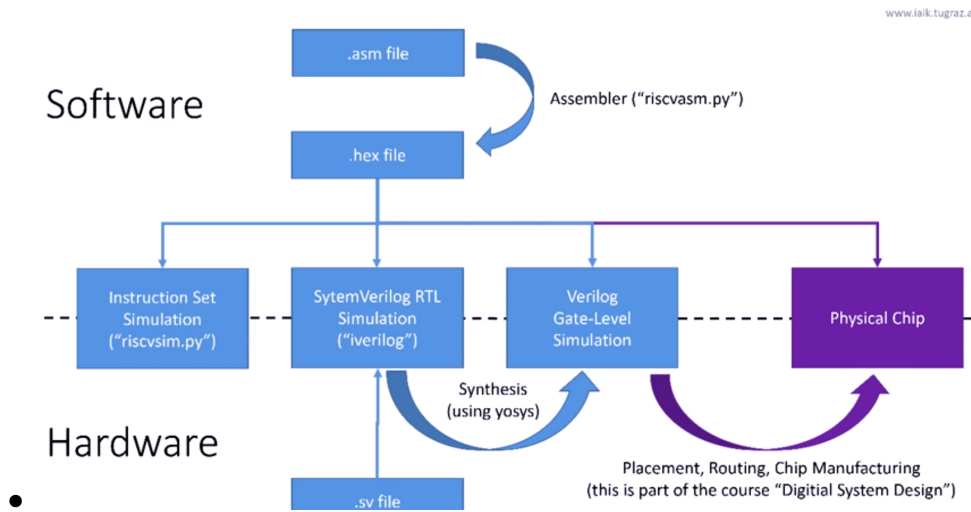 www.iaik.tugraz.a
.asm file
Software
Assembler (“riscvasm.py”)
.hex file
Instruction Set
Simulation
(“riscvsim.py”)
SytemVerilog RTL
Simulation
(“iverilog”)
Verilog
Gate-Level
Simulation
Physical Chip
Synthesis
(using yosys)
Hardware
Placement, Routing, Chip Manufacturing
(this is part of the course “Digitial System Design”)
.sv file